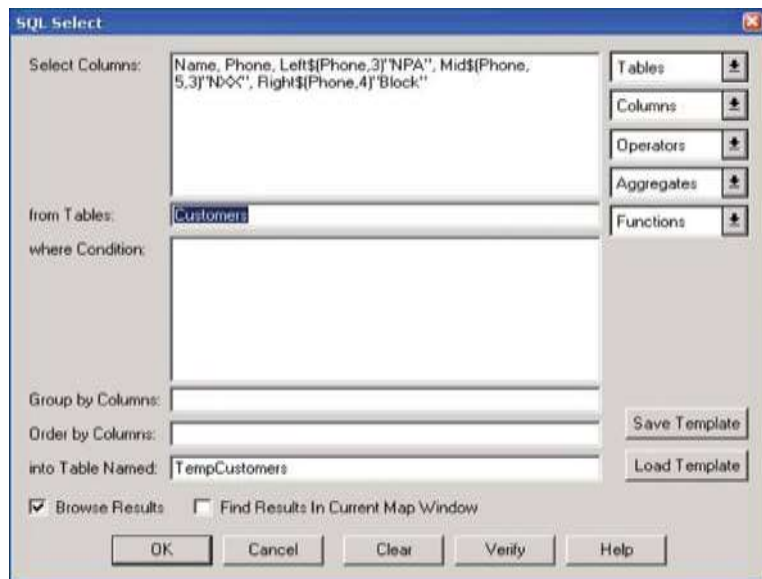 SQL Select
Select Columns:
Name, Phone, Left$(Phone,3)"NPA", Mid$(Phone,
5,3)"NXX", Right$(Phone,4)"Block"
Tables
Columns
Operators
Aggregates
Functions
from Tables:
Customers
where Condition:
Group by Columns:
Order by Columns:
into Table Named:
TempCustomers
Save Template
Load Template
Browse Results
Find Results In Current Map Window
OK
Cancel
Clear
Verify
Help